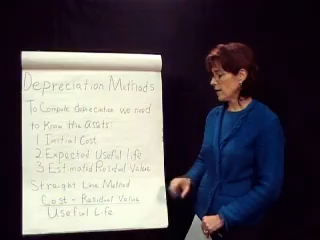 Depreciation Methods
To Compute depreciation we need
to Know the assets:
1. Initial Cost
2. Expected Useful life
3. Estimated Residual Value
Straight Line Method
Cost - Residual Value
Useful Life